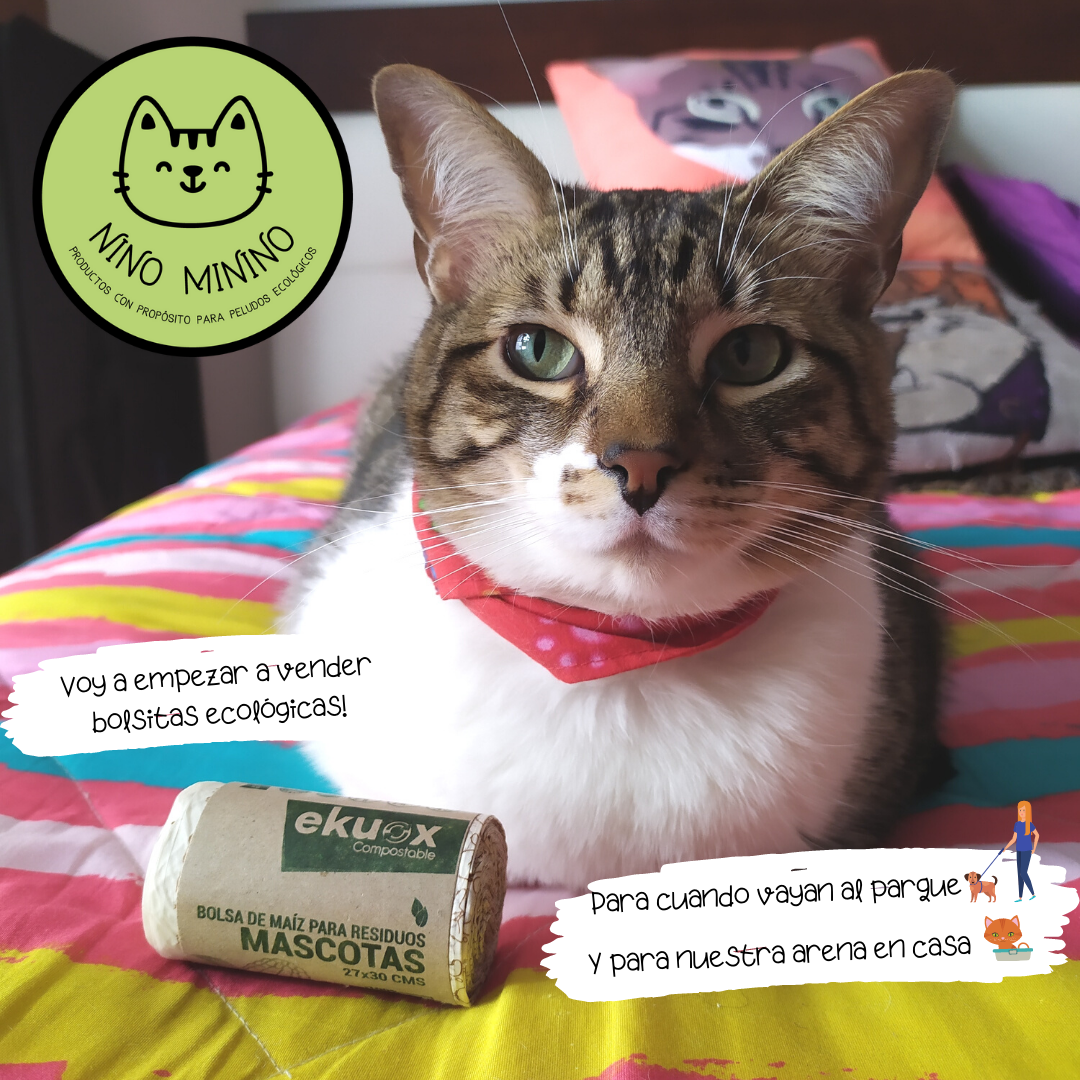 NINO MININO
PRODUCTOS CON PROPÓSITO PARA PELUDOS ECOLÓGICOS
Voy a empezar a vender
bolsitas ecológicas!
ekuox
Compostable
BOLSA DE MAÍZ PARA RESIDUOS
MASCOTAS
27x30 CMS
Para cuando vayan al parque
y para nuestra arena en casa